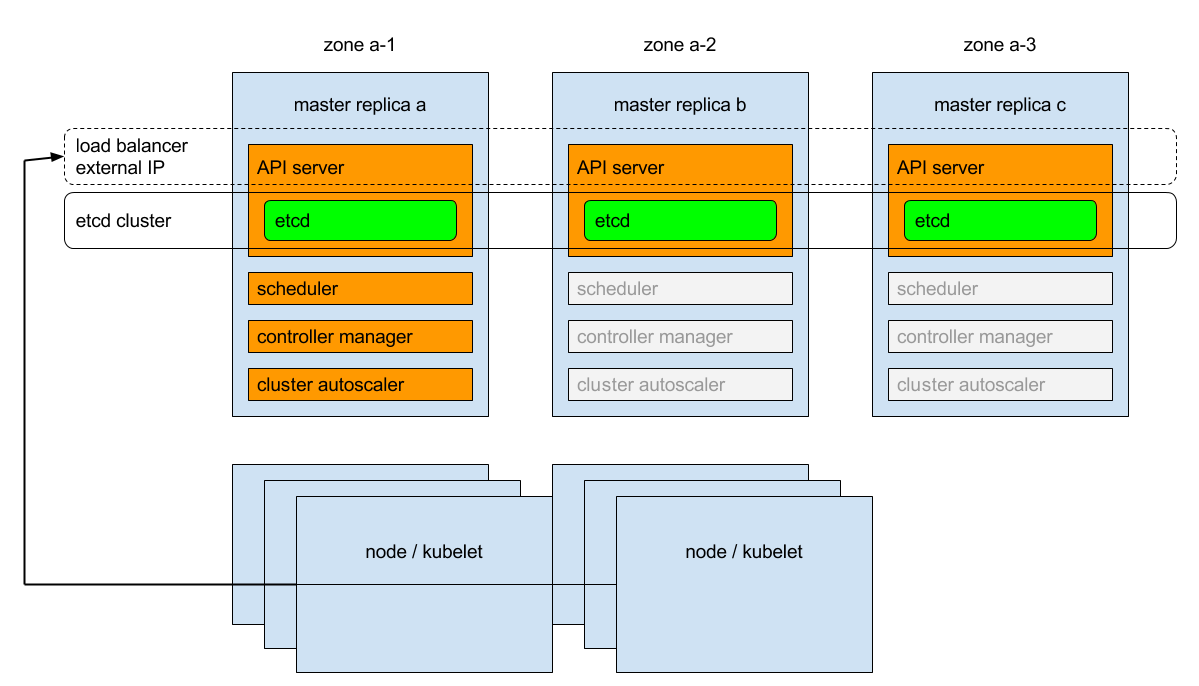 zone a-1
zone a-2
zone a-3
master replica a
master replica b
master replica c
load balancer
external IP
API server
API server
API server
etcd cluster
etcd
etcd
etcd
scheduler
scheduler
scheduler
controller manager
controller manager
controller manager
cluster autoscaler
cluster autoscaler
cluster autoscaler
node / kubelet
node / kubelet